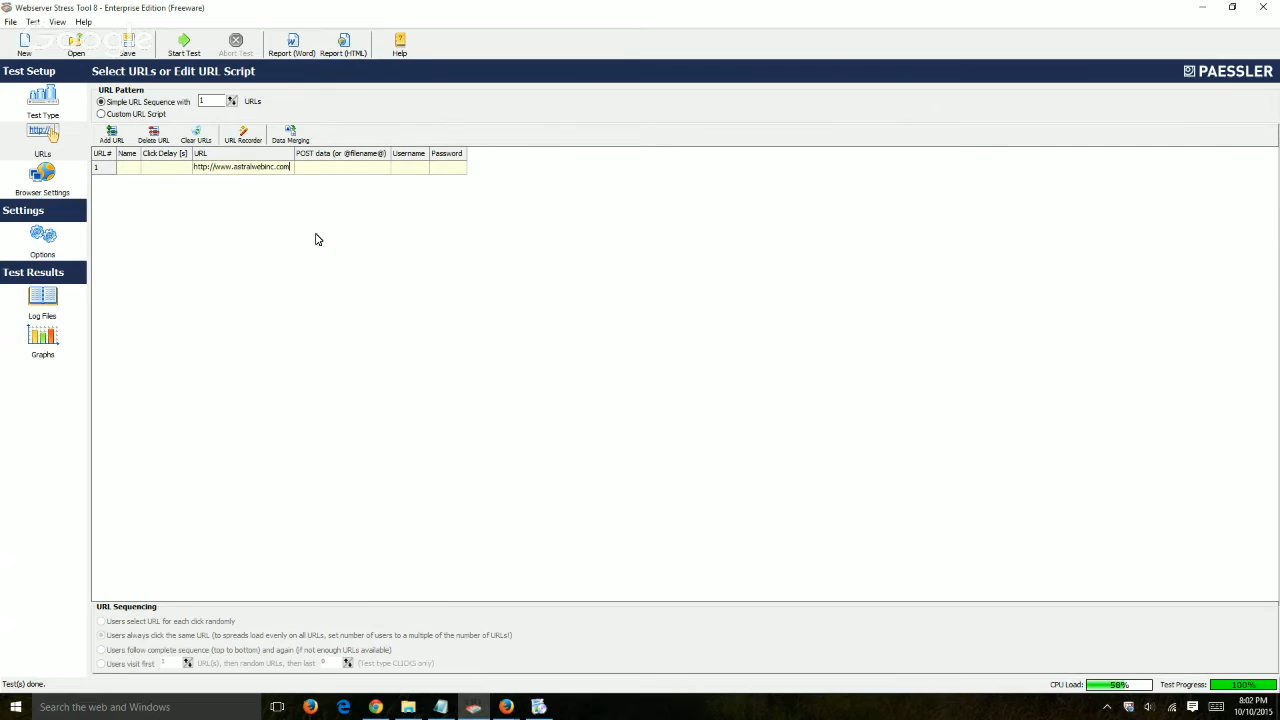 Webserver Stress Tool 8 - Enterprise Edition (Freeware)
File Test View Help
Google
New Open Save Start Test Abort Test Report (Word) Report (HTML) Help
Test Setup Select URLs or Edit URL Script PAESSLER
URL Pattern
Simple URL Sequence with 1 URLs
Test Type Custom URL Script
http:// Add URL Delete URL Clear URLs URL Recorder Data Merging
URLs URL# Name Click Delay [s] URL POST data (or @filename@) Username Password
1 http://www.astralwebinc.com
Browser Settings
Settings
Options
Test Results
Log Files
Graphs
URL Sequencing
Users select URL for each click randomly
Users always click the same URL (to spreads load evenly on all URLs, set number of users to a multiple of the number of URLs!)
Users follow complete sequence (top to bottom) and again (if not enough URLs available)
Users visit first 1 URL(s), then random URLs, then last 0 (Test type CLICKS only)
Test(s) done. CPU Load: 58% Test Progress: 100%
Search the web and Windows 8:02 PM
10/10/2015